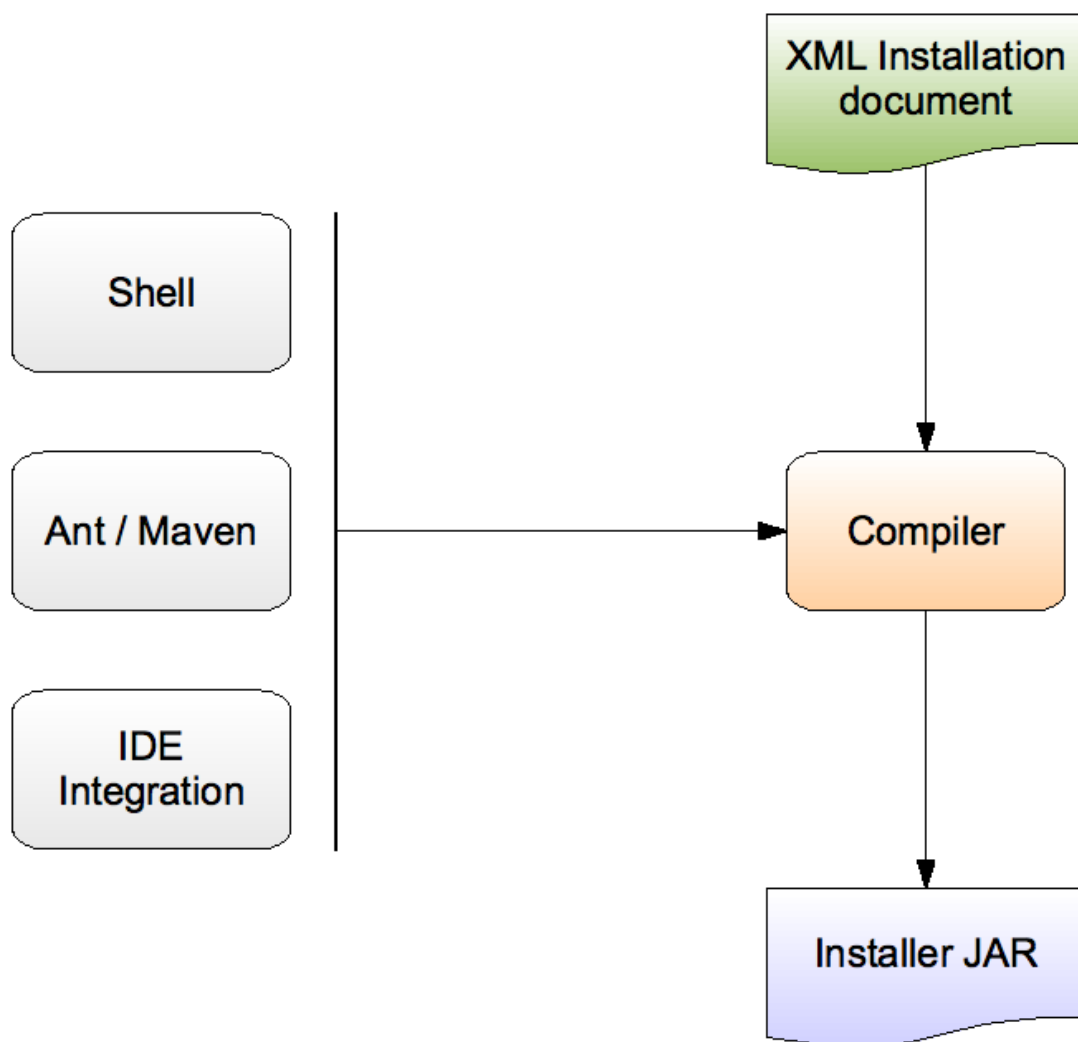 XML Installation
document
Shell
Ant / Maven
Compiler
IDE
Integration
Installer JAR